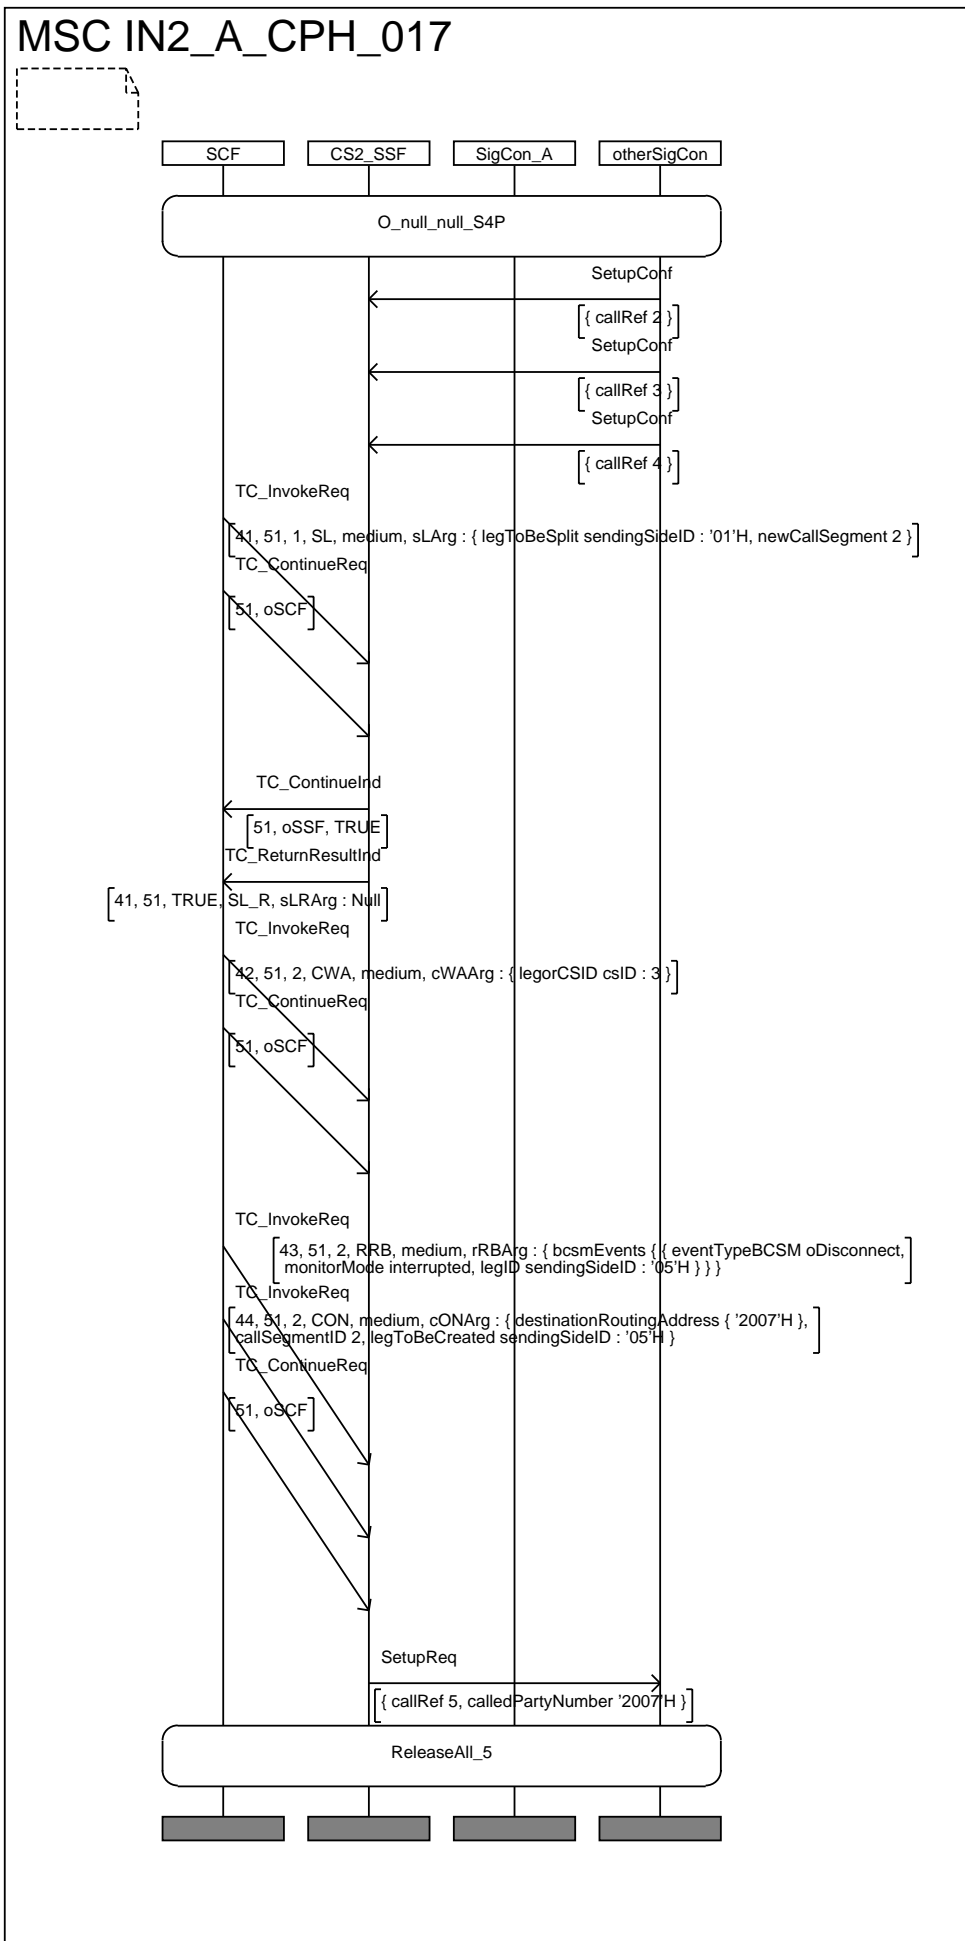 MSC IN2_A_CPH_017
SCF
CS2_SSF
SigCon_A
otherSigCon
O_null_null_S4P
SetupConf
{ callRef 2 }
SetupConf
{ callRef 3 }
SetupConf
{ callRef 4 }
TC_InvokeReq
41, 51, 1, SL, medium, sLArg : { legToBeSplit sendingSideID : '01'H, newCallSegment 2 }
TC_ContinueReq
51, oSCF
TC_ContinueInd
51, oSSF, TRUE
TC_ReturnResultInd
41, 51, TRUE, SL_R, sLRArg : Null
TC_InvokeReq
42, 51, 2, CWA, medium, cWAArg : { legorCSID csID : 3 }
TC_ContinueReq
51, oSCF
TC_InvokeReq
43, 51, 2, RRB, medium, rRBArg : { bcsmEvents { { eventTypeBCSM oDisconnect,
monitorMode interrupted, legID sendingSideID : '05'H } } }
TC_InvokeReq
44, 51, 2, CON, medium, cONArg : { destinationRoutingAddress { '2007'H },
callSegmentID 2, legToBeCreated sendingSideID : '05'H }
TC_ContinueReq
51, oSCF
SetupReq
{ callRef 5, calledPartyNumber '2007'H }
ReleaseAll_5